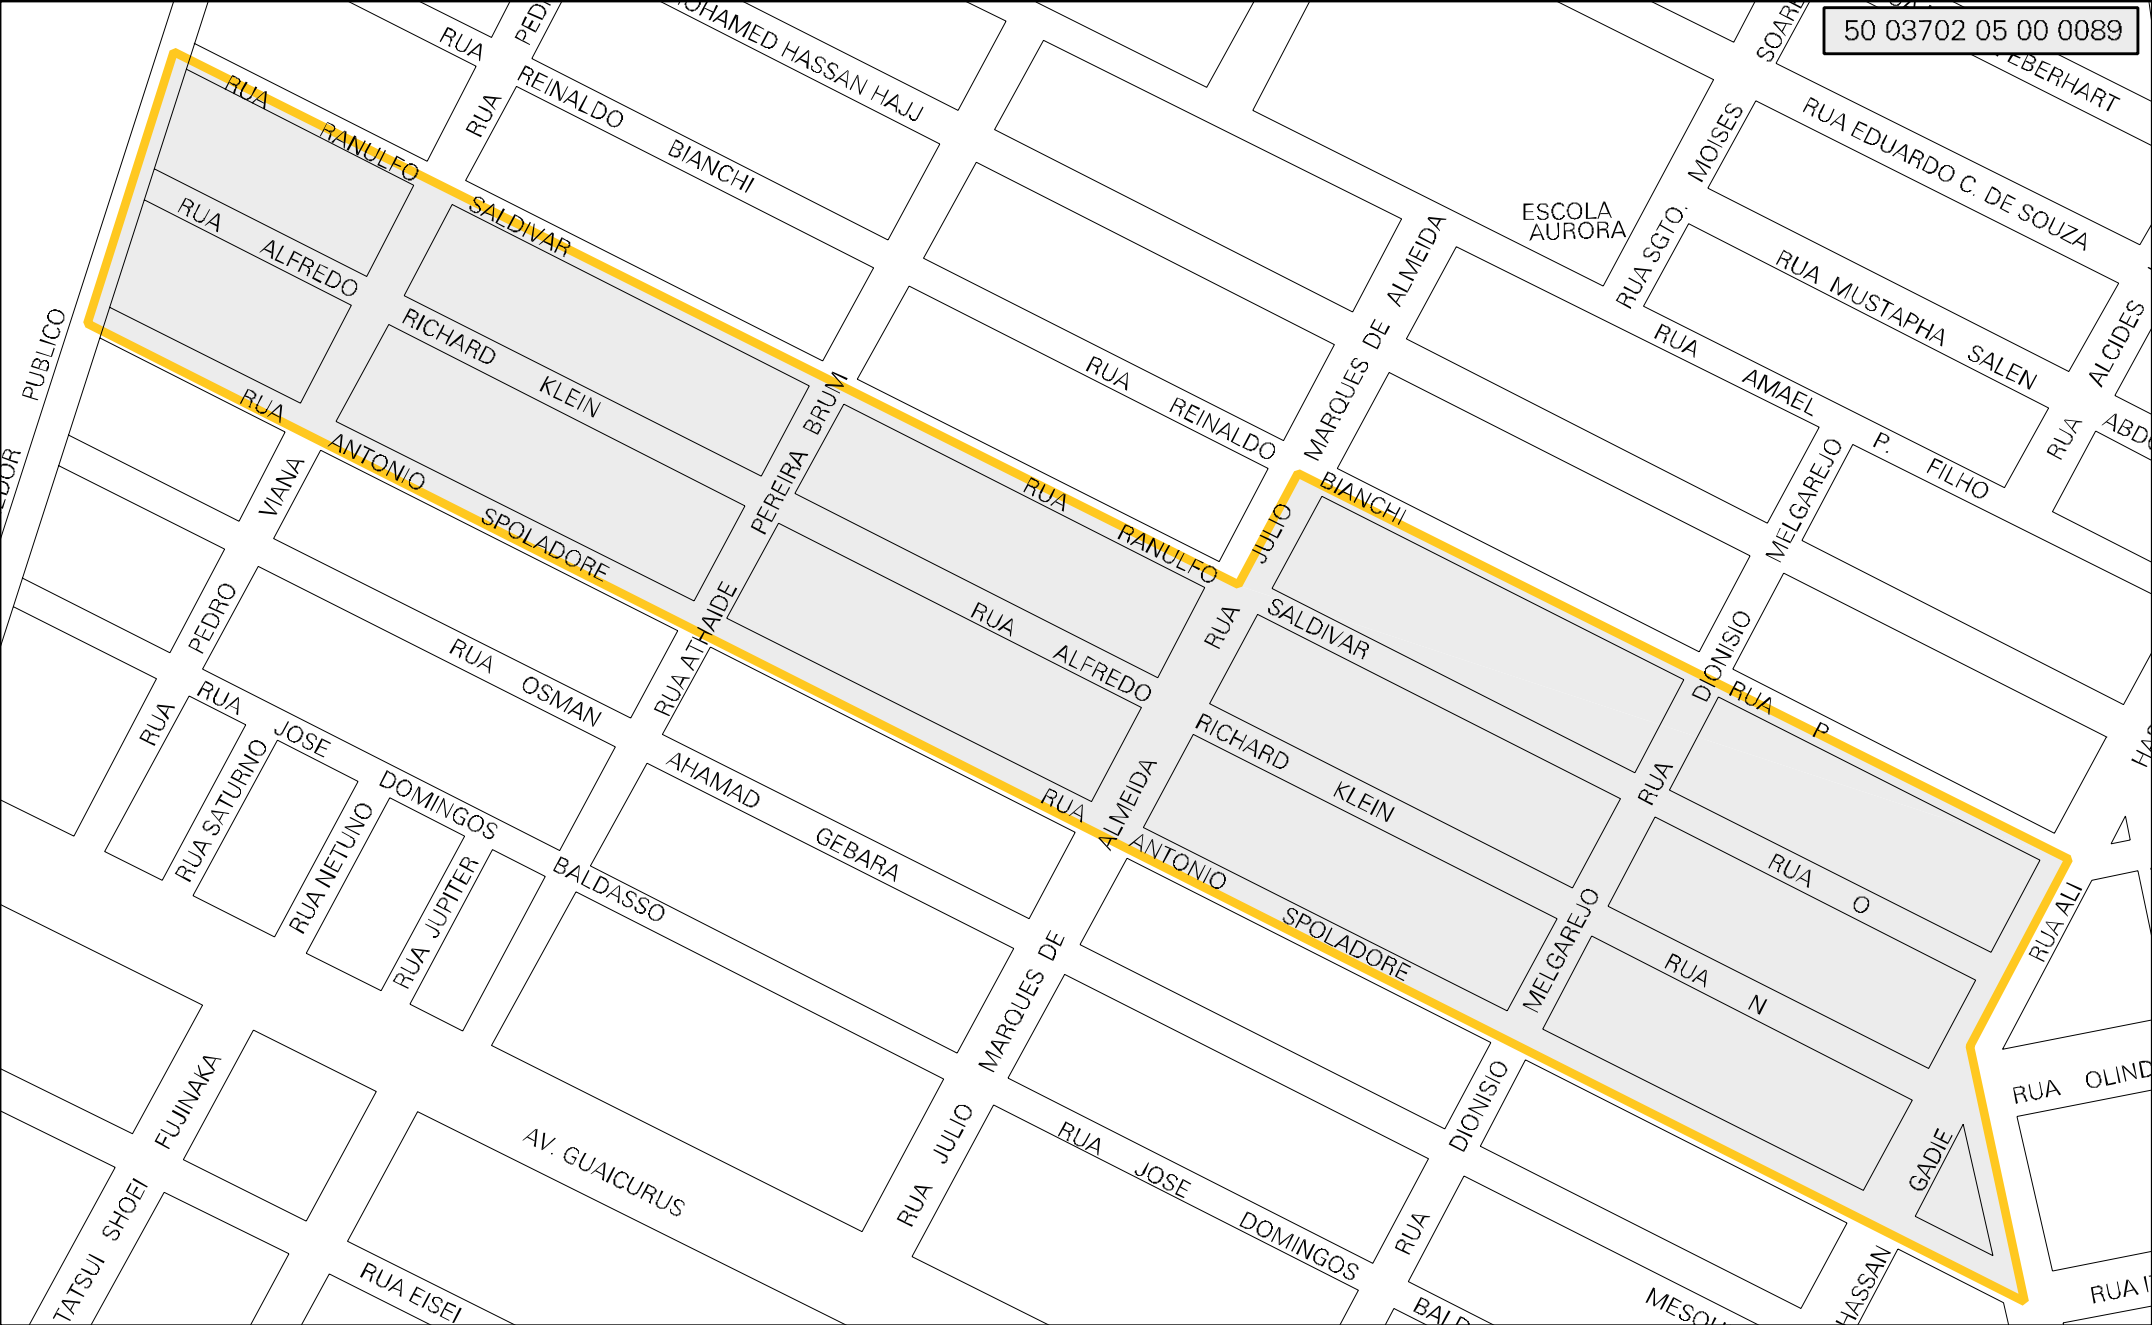 50 03702 05 00 0089
RUA
MOHAMED HASSAN HAJJ
REINALDO BIANCHI
RUA
RUA RANULFO SALDIVAR
RUA ALFREDO
RICHARD KLEIN
PUBLICO
RUA ANTONIO SPOLADORE
VIANA
PEDRO
RUA
PEREIRA BRUM
RUA ATHAIDE
RUA OSMAN
AHAMAD GEBARA
RUA JOSE DOMINGOS BALDASSO
RUA SATURNO
RUA NETUNO
RUA JUPITER
FUJINAKA
TATSUI SHOEI
AV. GUAICURUS
RUA EISEI
ESCOLA
AURORA
MOISES
RUA SGTO.
EBERHART
RUA EDUARDO C. DE SOUZA
RUA MUSTAPHA SALEN
ALCIDES
RUA
RUA AMAEL P. FILHO
MARQUES DE ALMEIDA
RUA JULIO
RUA REINALDO
BIANCHI
RUA RANULFO
SALDIVAR
RUA ALFREDO
RICHARD KLEIN
RUA ANTONIO SPOLADORE
MELGAREJO
DIONISIO
RUA
RUA P
RUA O
RUA N
RUA ALI
GADIE
HASSAN
RUA
MELGAREJO
DIONISIO
RUA
ALMEIDA
MARQUES DE
RUA JULIO
RUA JOSE DOMINGOS